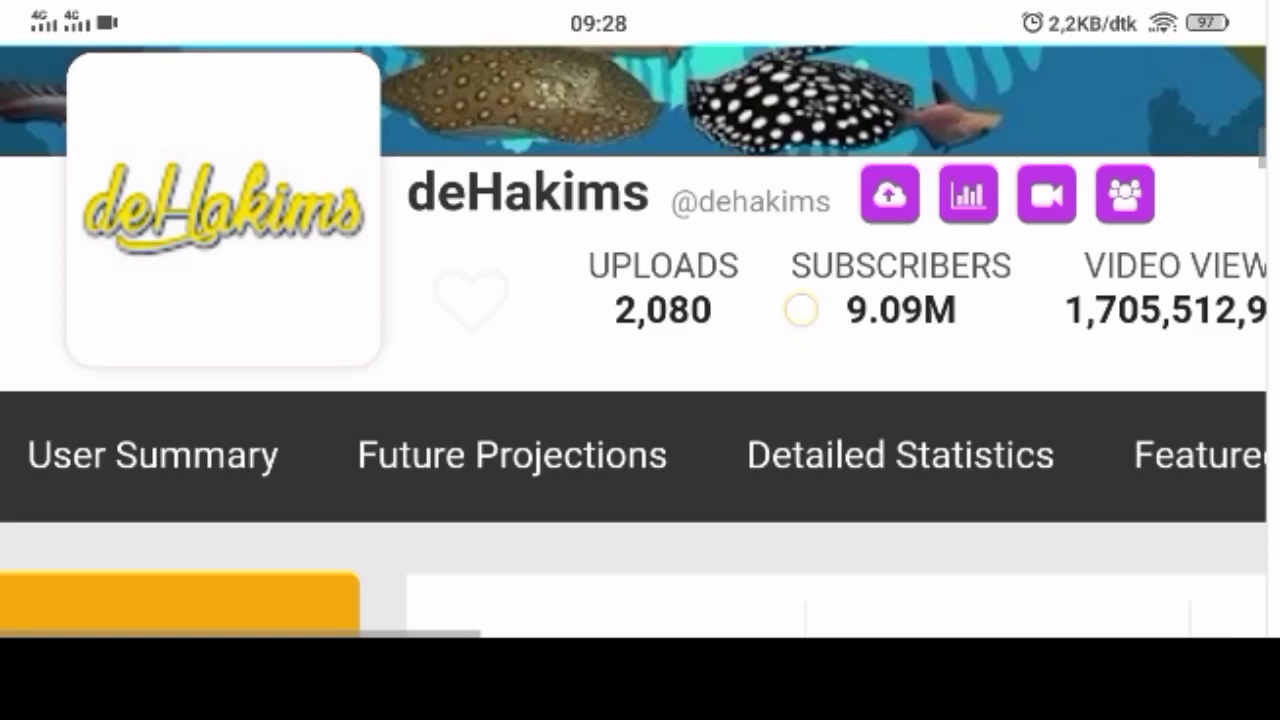 4G 4G 09:28 2,2KB/dtk 97
deHakims
deHakims @dehakims
UPLOADS SUBSCRIBERS VIDEO VIEW
2,080 9.09M 1,705,512,9
User Summary Future Projections Detailed Statistics Feature